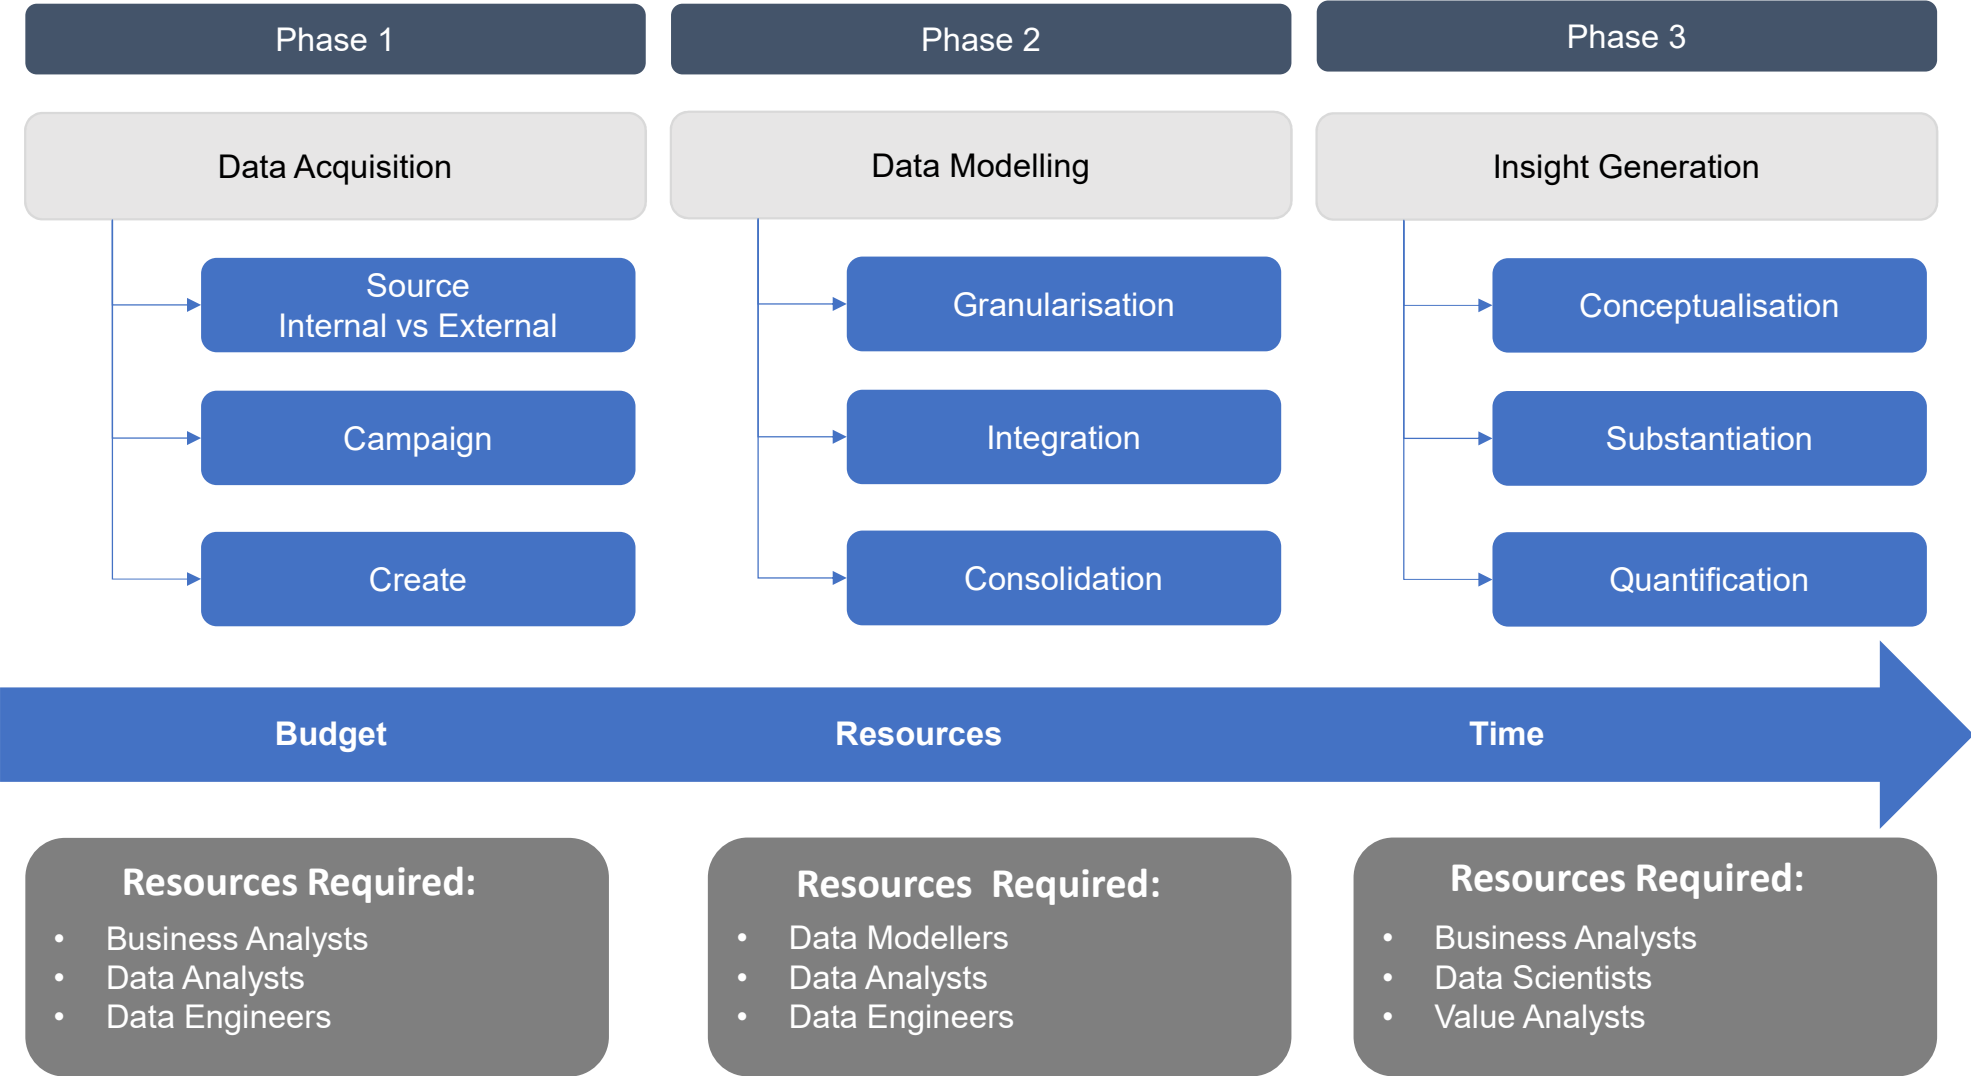 Phase 1
Phase 2
Phase 3
Data Acquisition
Data Modelling
Insight Generation
Source
Internal vs External
Granularisation
Conceptualisation
Campaign
Integration
Substantiation
Create
Consolidation
Quantification
Budget
Resources
Time
Resources Required:
• Business Analysts
• Data Analysts
• Data Engineers
Resources  Required:
• Data Modellers
• Data Analysts
• Data Engineers
Resources Required:
• Business Analysts
• Data Scientists
• Value Analysts